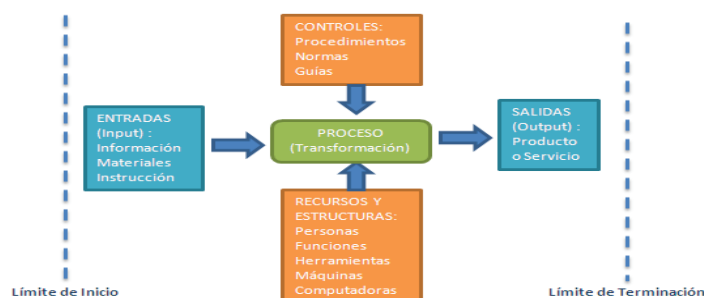 CONTROLES:
Procedimientos
Normas
Guías
ENTRADAS
(Input) :
Información
Materiales
Instrucción
PROCESO
(Transformación)
SALIDAS
(Output) :
Producto
o Servicio
RECURSOS Y
ESTRUCTURAS:
Personas
Funciones
Herramientas
Máquinas
Computadoras
Límite de Inicio
Límite de Terminación